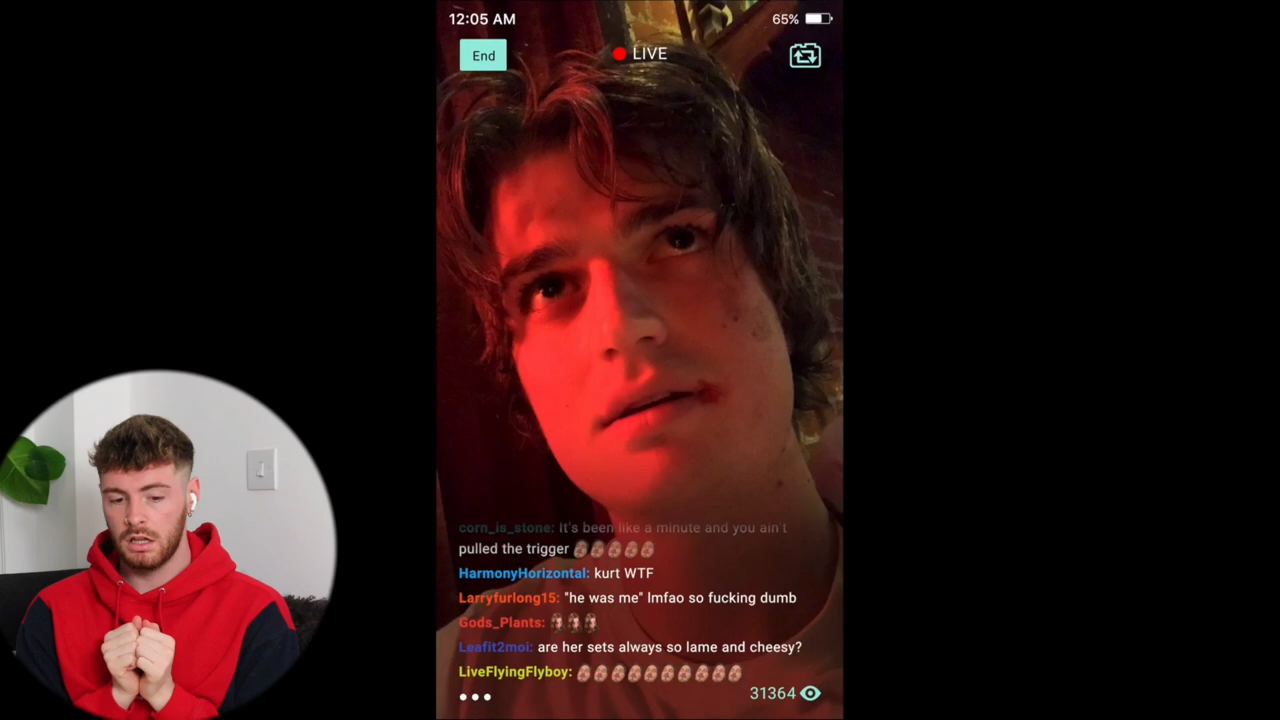 12:05 AM
65%
End
LIVE
corn_is_stone: It's been like a minute and you ain't
pulled the trigger
HarmonyHorizontal: kurt WTF
Larryfurlong15: "he was me" lmfao so fucking dumb
Gods_Plants:
Leafit2moi: are her sets always so lame and cheesy?
LiveFlyingFlyboy:
31364